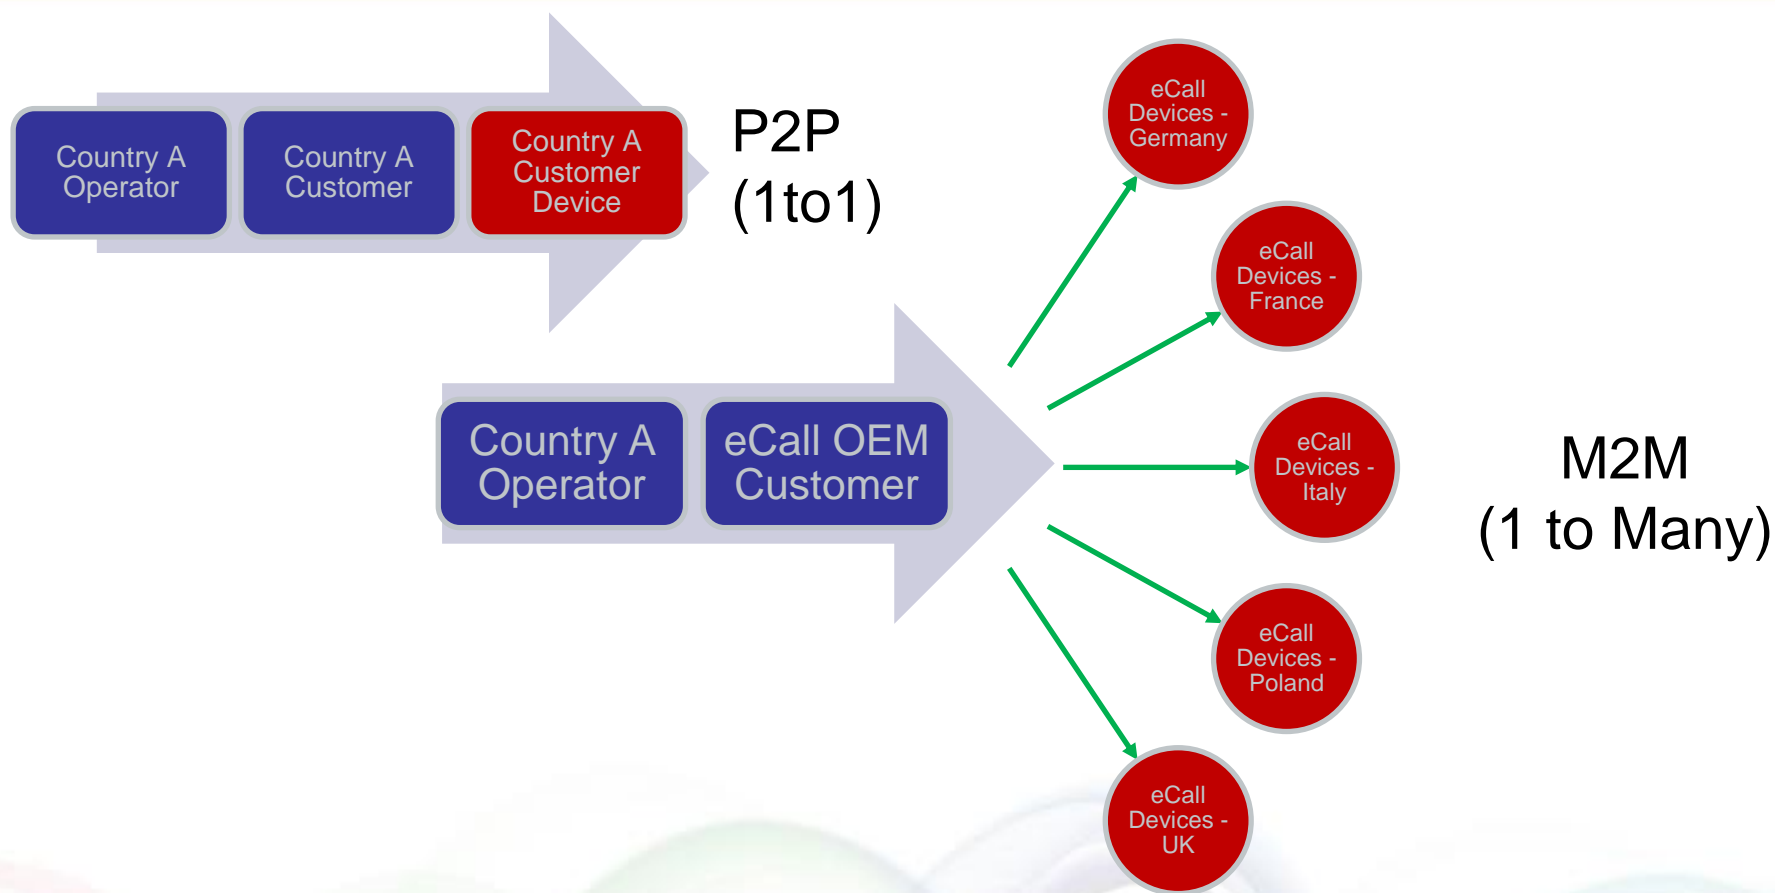 Country A
Operator
Country A
Customer
Country A
Customer
Device
P2P
(1to1)
Country A
Operator
eCall OEM
Customer
eCall
Devices -
Germany
eCall
Devices -
France
eCall
Devices -
Italy
eCall
Devices -
Poland
eCall
Devices -
UK
M2M
(1 to Many)